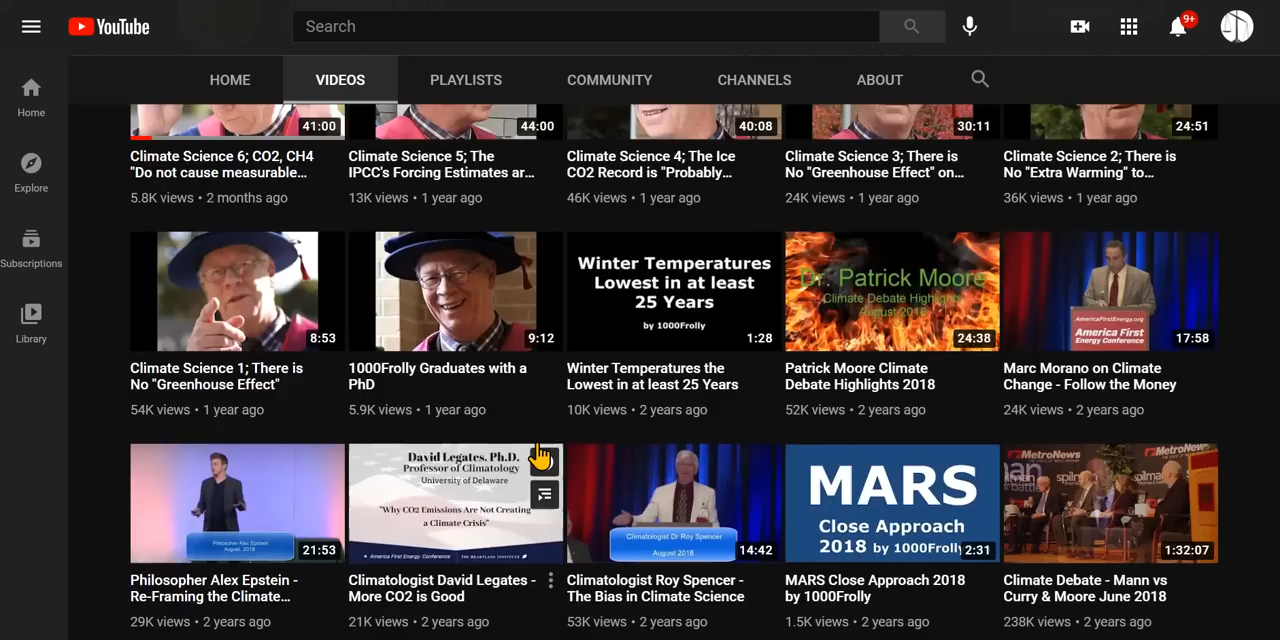 YouTube
Search
9+
HOME
VIDEOS
PLAYLISTS
COMMUNITY
CHANNELS
ABOUT
Home
Explore
Subscriptions
Library
41:00
44:00
40:08
30:11
24:51
Climate Science 6; CO2, CH4
"Do not cause measurable...
5.8K views • 2 months ago
Climate Science 5; The
IPCC's Forcing Estimates ar...
13K views • 1 year ago
Climate Science 4; The Ice
CO2 Record is "Probably...
46K views • 1 year ago
Climate Science 3; There is
No "Greenhouse Effect" on...
24K views • 1 year ago
Climate Science 2; There is
No "Extra Warming" to...
36K views • 1 year ago
8:53
Climate Science 1; There is
No "Greenhouse Effect"
54K views • 1 year ago
9:12
1000Frolly Graduates with a
PhD
5.9K views • 1 year ago
Winter Temperatures
Lowest in at least
25 Years
by 1000Frolly
1:28
Winter Temperatures the
Lowest in at least 25 Years
10K views • 2 years ago
Dr. Patrick Moore
Climate Debate Highlights
August 2018
24:38
Patrick Moore Climate
Debate Highlights 2018
52K views • 2 years ago
AmericaFirstEnergy.org
America First
Energy Conference
17:58
Marc Morano on Climate
Change - Follow the Money
24K views • 2 years ago
Philosopher Alex Epstein
August, 2018
21:53
Philosopher Alex Epstein -
Re-Framing the Climate...
29K views • 2 years ago
David Legates, Ph.D.
Professor of Climatology
University of Delaware
"Why CO2 Emissions Are Not Creating
a Climate Crisis"
America First Energy Conference
THE HEARTLAND INSTITUTE
Climatologist David Legates -
More CO2 is Good
21K views • 2 years ago
Climatologist Dr Roy Spencer
August 2018
14:42
Climatologist Roy Spencer -
The Bias in Climate Science
53K views • 2 years ago
MARS
Close Approach
2018 by 1000Frolly
2:31
MARS Close Approach 2018
by 1000Frolly
1.5K views • 2 years ago
MetroNews
MetroNews
spilman
spilman
1:32:07
Climate Debate - Mann vs
Curry & Moore June 2018
238K views • 2 years ago